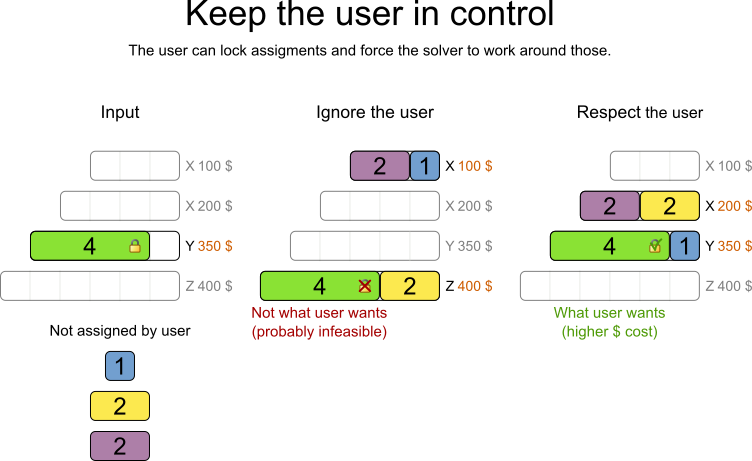 Keep the user in control
The user can lock assigments and force the solver to work around those.
Input
Ignore the user
Respect the user
X 100 $
X 200 $
4
Y 350 $
Z 400 $
Not assigned by user
1
2
2
2 1 X 100 $
X 200 $
Y 350 $
4 2 Z 400 $
Not what user wants
(probably infeasible)
X 100 $
2 2 X 200 $
4 1 Y 350 $
Z 400 $
What user wants
(higher $ cost)